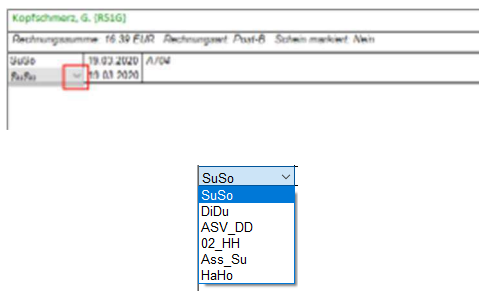 Kopfschmerz, G. [R51G]
Rechnungssumme 16.39 EUR Rechnungsart Post-B Schein markiert Nein
SuSo 19.03.2020 A/04
SuSo 19.03.2020
SuSo
SuSo
DiDu
ASV_DD
02_HH
Ass_Su
HaHo